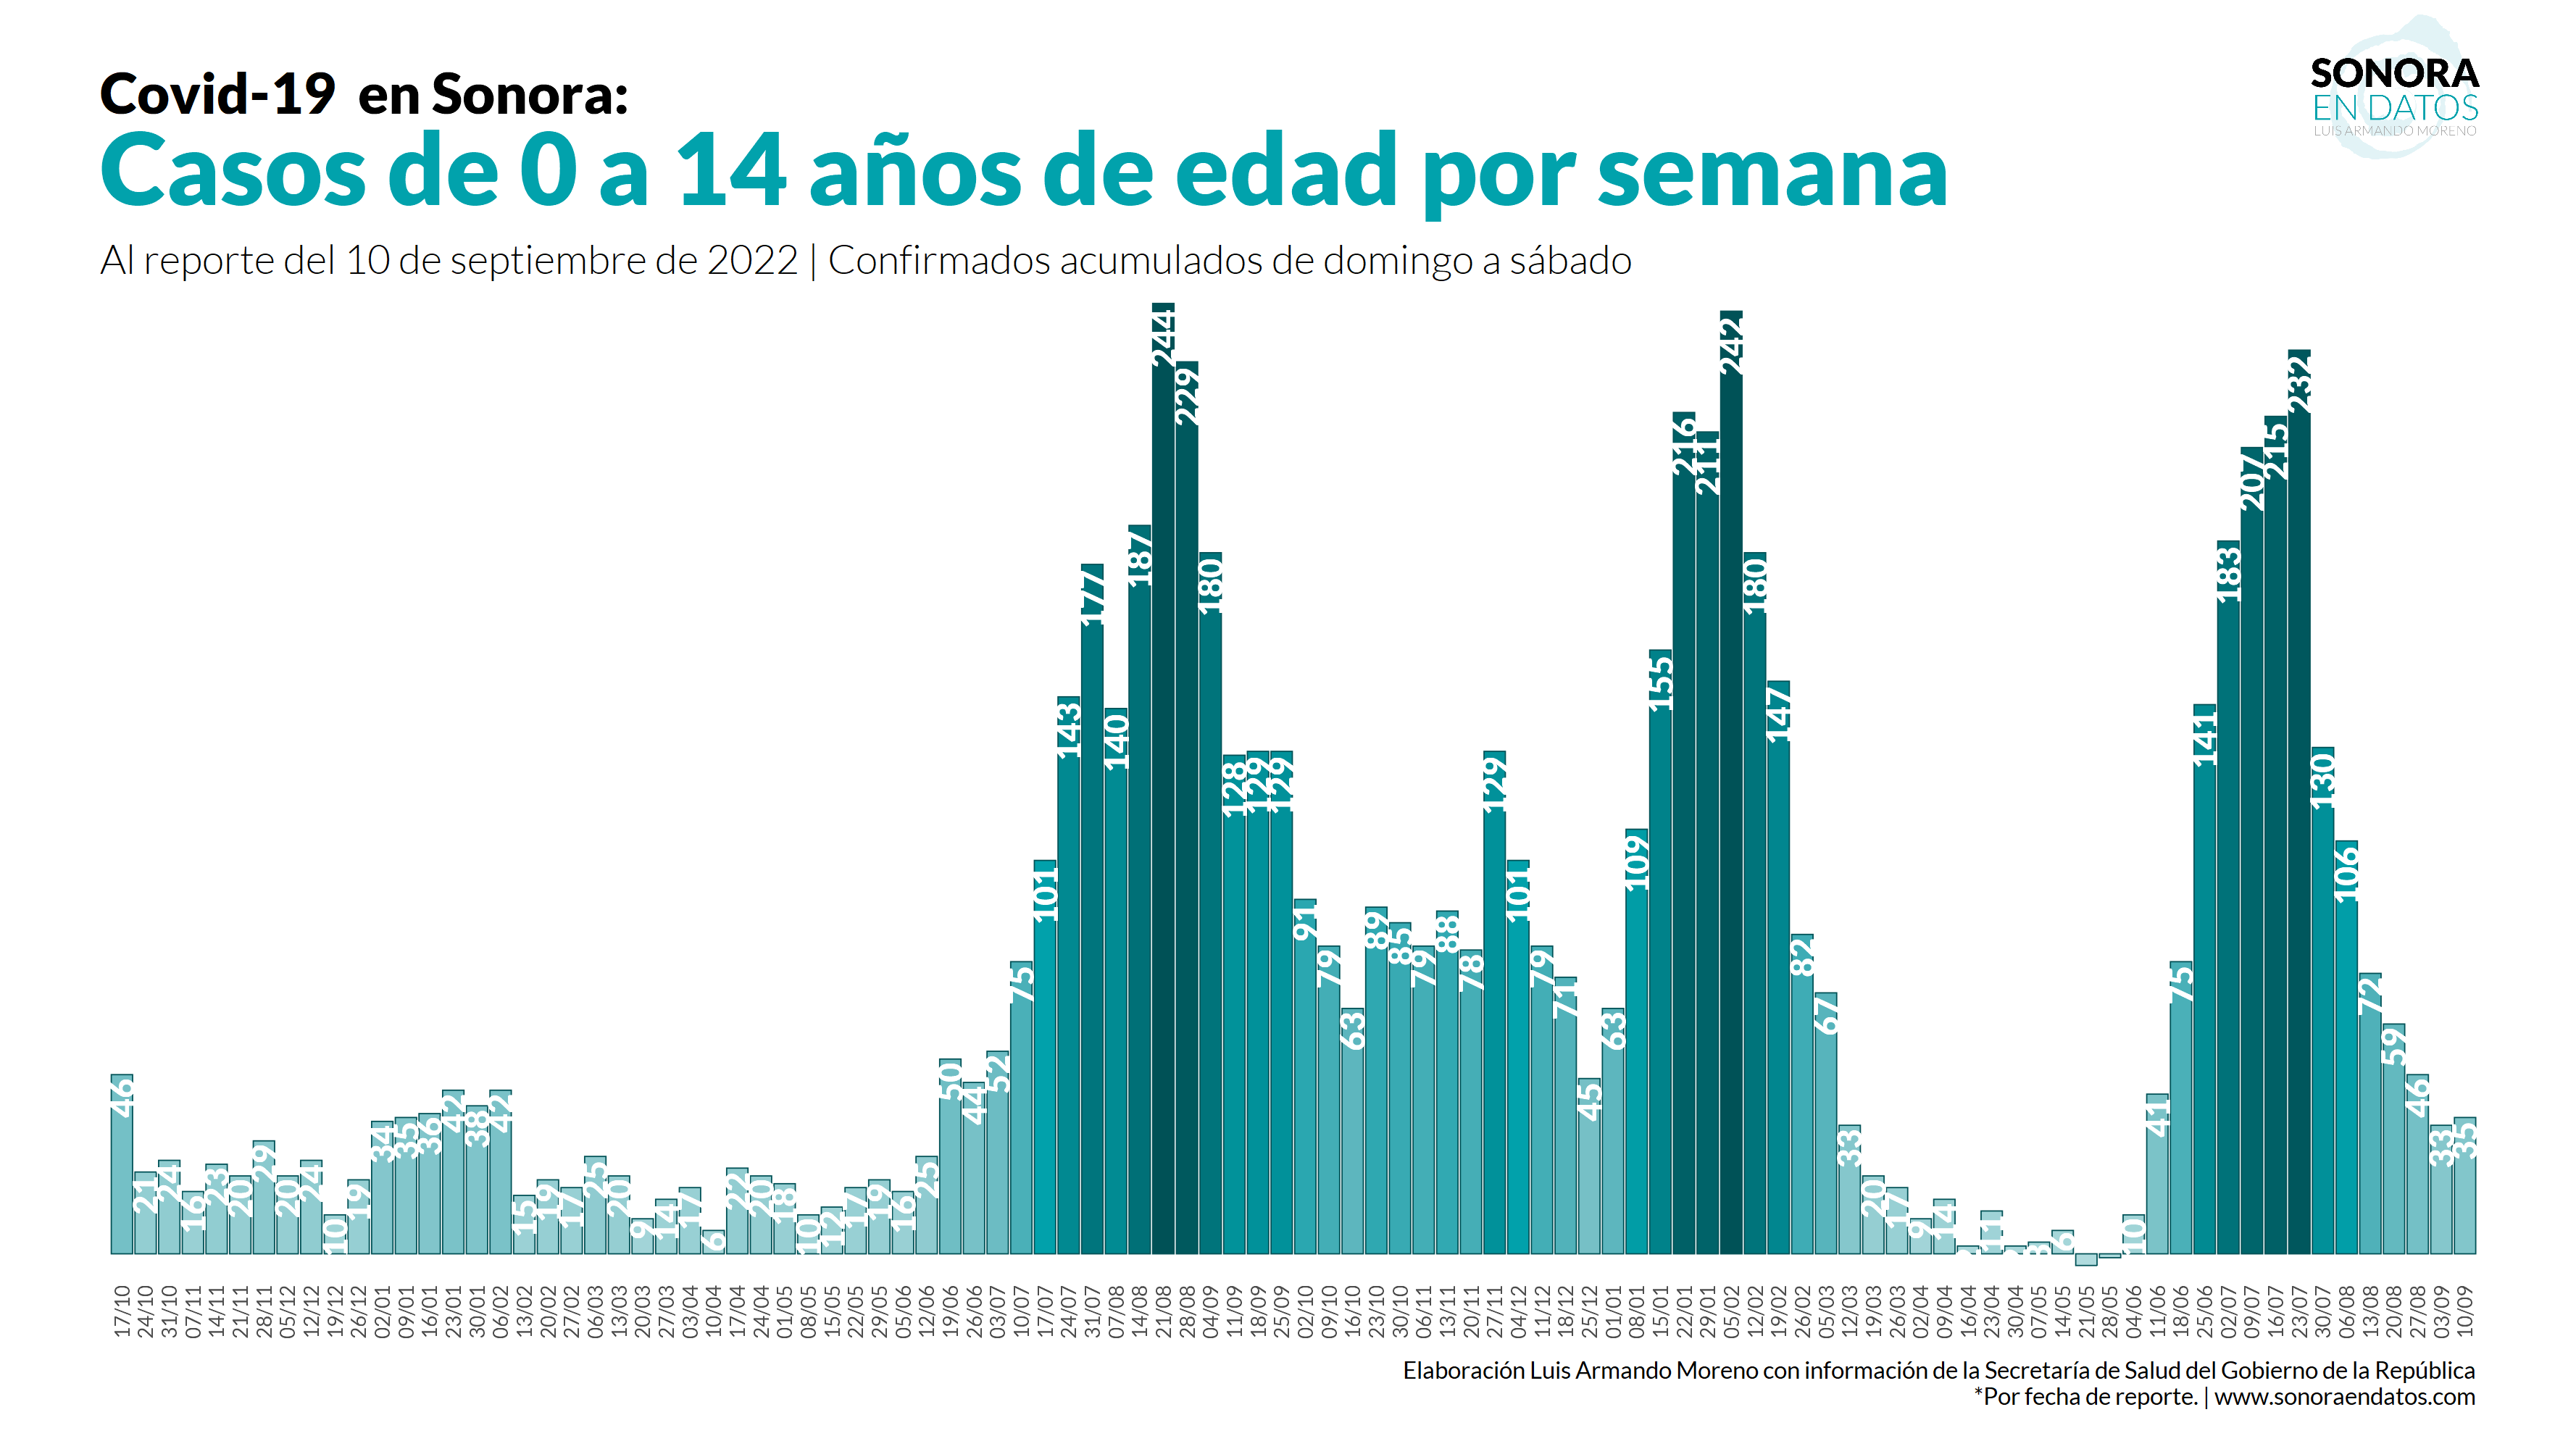 Covid-19 en Sonora:
Casos de 0 a 14 años de edad por semana
Al reporte del 10 de septiembre de 2022 | Confirmados acumulados de domingo a sábado
SONORA
EN DATOS
LUIS ARMANDO MORENO
46 21 24 16 23 20 29 20 24 10 19 34 35 36 42 38 42 15 19 17 25 20 9 14 17 6 22 20 18 10 12 17 19 16 25 50 44 52 75 101 143 177 140 187 244 229 180 128 129 129 91 79 63 89 85 79 88 78 129 101 79 71 45 63 109 155 216 211 242 180 147 82 67 33 20 17 9 14 11 3 6 10 41 75 141 183 207 215 232 130 106 72 59 46 33 35
17/10 24/10 31/10 07/11 14/11 21/11 28/11 05/12 12/12 19/12 26/12 02/01 09/01 16/01 23/01 30/01 06/02 13/02 20/02 27/02 06/03 13/03 20/03 27/03 03/04 10/04 17/04 24/04 01/05 08/05 15/05 22/05 29/05 05/06 12/06 19/06 26/06 03/07 10/07 17/07 24/07 31/07 07/08 14/08 21/08 28/08 04/09 11/09 18/09 25/09 02/10 09/10 16/10 23/10 30/10 06/11 13/11 20/11 27/11 04/12 11/12 18/12 25/12 01/01 08/01 15/01 22/01 29/01 05/02 12/02 19/02 26/02 05/03 12/03 19/03 26/03 02/04 09/04 16/04 23/04 30/04 07/05 14/05 21/05 28/05 04/06 11/06 18/06 25/06 02/07 09/07 16/07 23/07 30/07 06/08 13/08 20/08 27/08 03/09 10/09
Elaboración Luis Armando Moreno con información de la Secretaría de Salud del Gobierno de la República
*Por fecha de reporte. | www.sonoraendatos.com